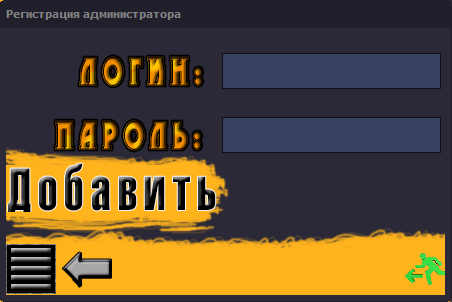 Регистрация администратора
ЛОГИН:
ПАРОЛЬ:
Добавить